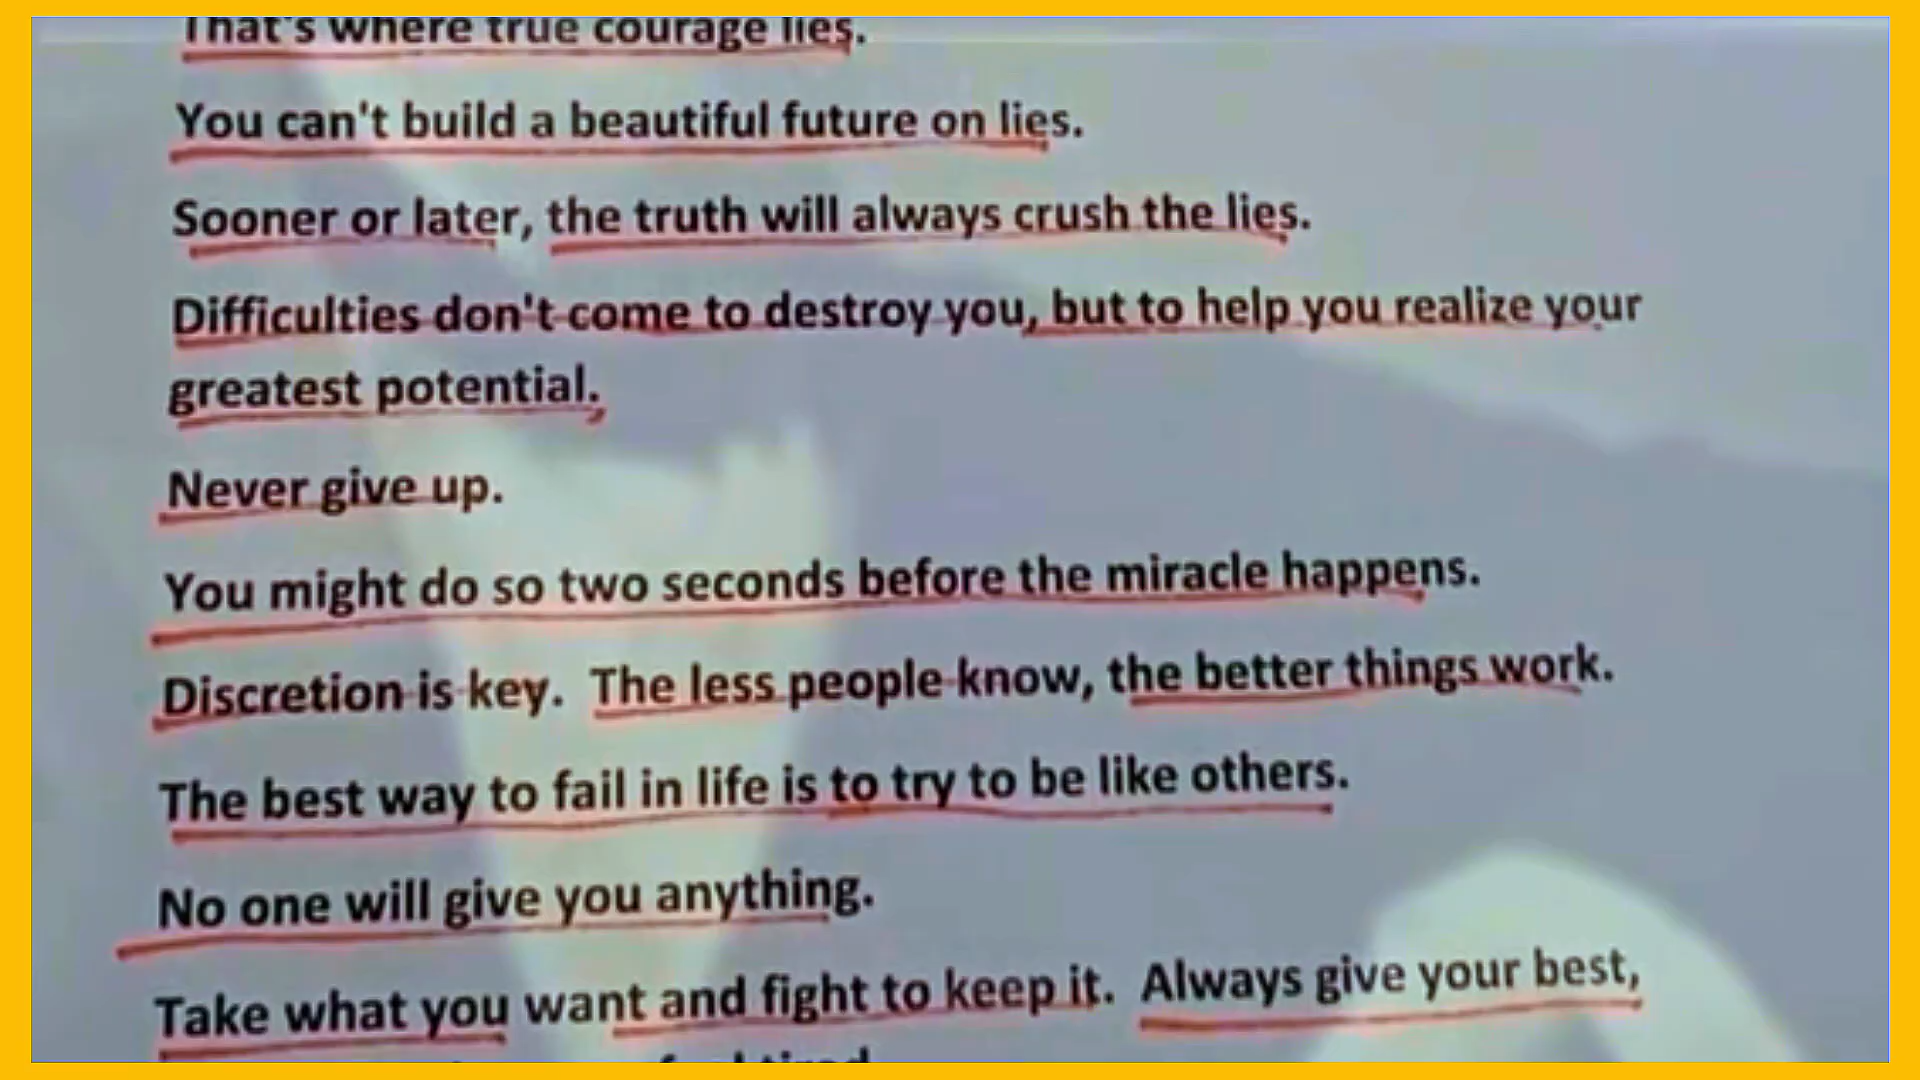 That's where true courage lies.
You can't build a beautiful future on lies.
Sooner or later, the truth will always crush the lies.
Difficulties don't come to destroy you, but to help you realize your
greatest potential.
Never give up.
You might do so two seconds before the miracle happens.
Discretion is key. The less people know, the better things work.
The best way to fail in life is to try to be like others.
No one will give you anything.
Take what you want and fight to keep it. Always give your best,
tired